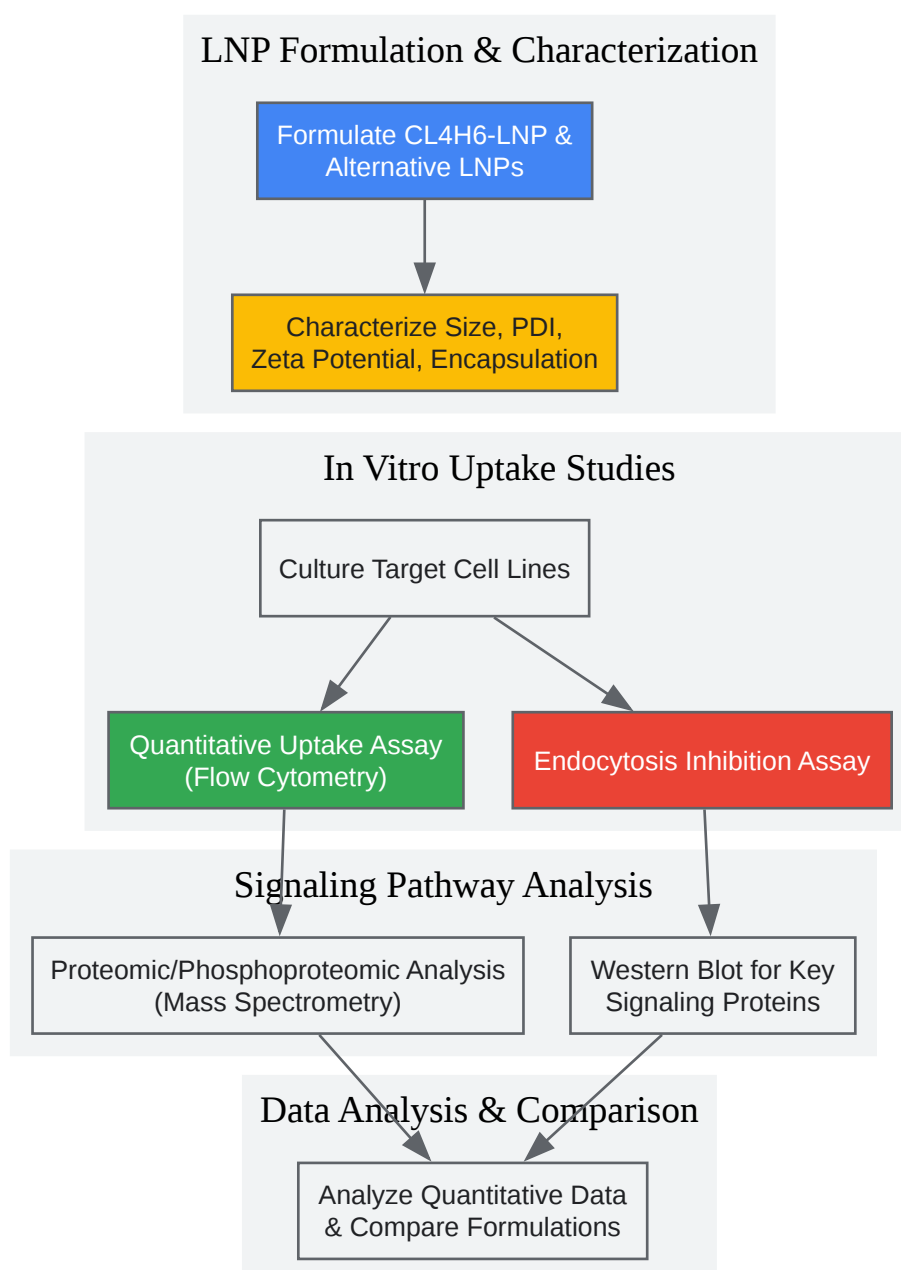 LNP Formulation & Characterization
Formulate CL4H6-LNP &
Alternative LNPs
Characterize Size, PDI,
Zeta Potential, Encapsulation
In Vitro Uptake Studies
Culture Target Cell Lines
Quantitative Uptake Assay
(Flow Cytometry)
Endocytosis Inhibition Assay
Signaling Pathway Analysis
Proteomic/Phosphoproteomic Analysis
(Mass Spectrometry)
Western Blot for Key
Signaling Proteins
Data Analysis & Comparison
Analyze Quantitative Data
& Compare Formulations